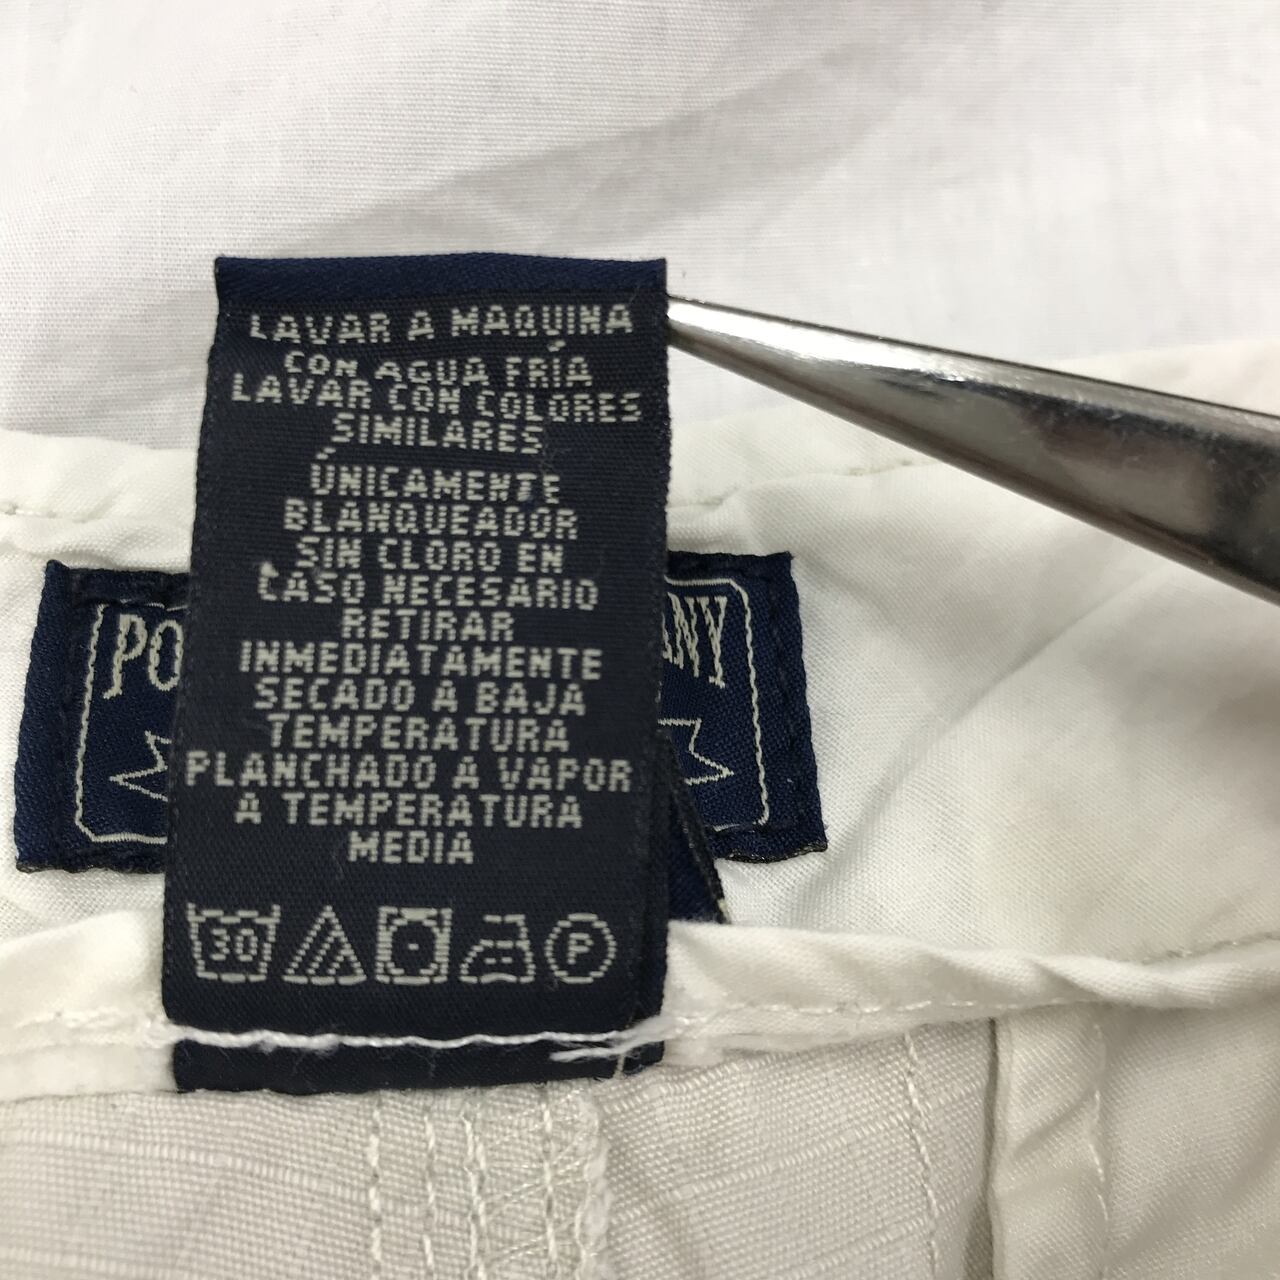 LAVAR A MAQUINA
CON AGUA FRÍA
LAVAR CON COLORES
SIMILARES
ÚNICAMENTE
BLANQUEADOR
SIN CLORO EN
CASO NECESARIO
RETIRAR
INMEDIATAMENTE
SECADO A BAJA
TEMPERATURA
PLANCHADO A VAPOR
A TEMPERATURA
MEDIA
30 P